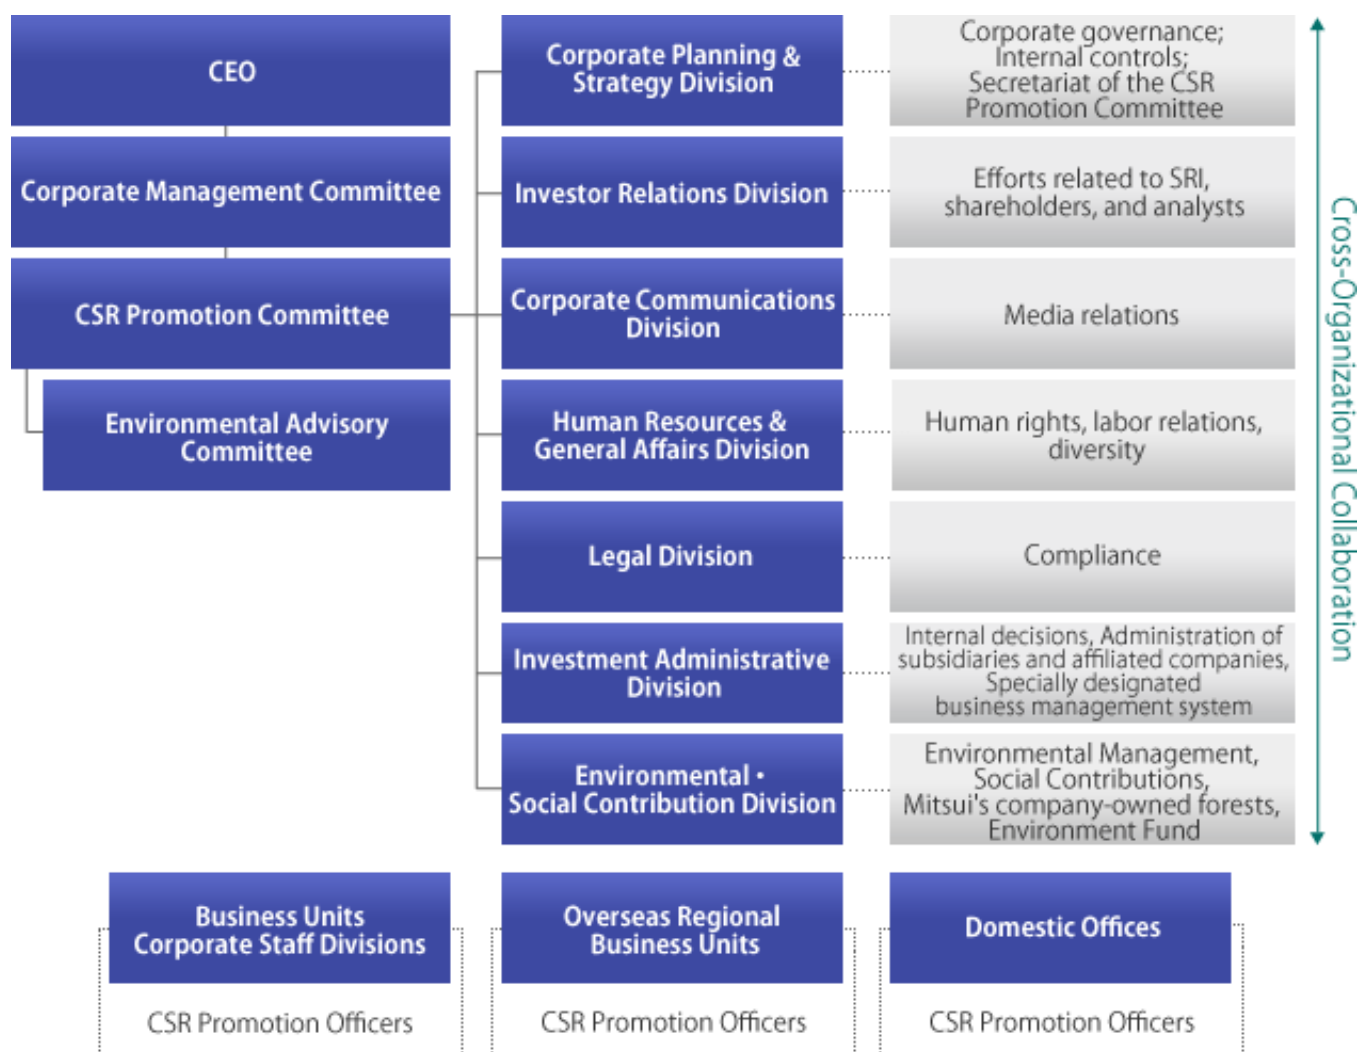 CEO
Corporate Management Committee
CSR Promotion Committee
Environmental Advisory
Committee
Corporate Planning &
Strategy Division
Corporate governance;
Internal controls;
Secretariat of the CSR
Promotion Committee
Investor Relations Division
Efforts related to SRI,
shareholders, and analysts
Corporate Communications
Division
Media relations
Human Resources &
General Affairs Division
Human rights, labor relations,
diversity
Legal Division
Compliance
Investment Administrative
Division
Internal decisions, Administration of
subsidiaries and affiliated companies,
Specially designated
business management system
Environmental •
Social Contribution Division
Environmental Management,
Social Contributions,
Mitsui's company-owned forests,
Environment Fund
Cross-Organizational Collaboration
Business Units
Corporate Staff Divisions
CSR Promotion Officers
Overseas Regional
Business Units
CSR Promotion Officers
Domestic Offices
CSR Promotion Officers